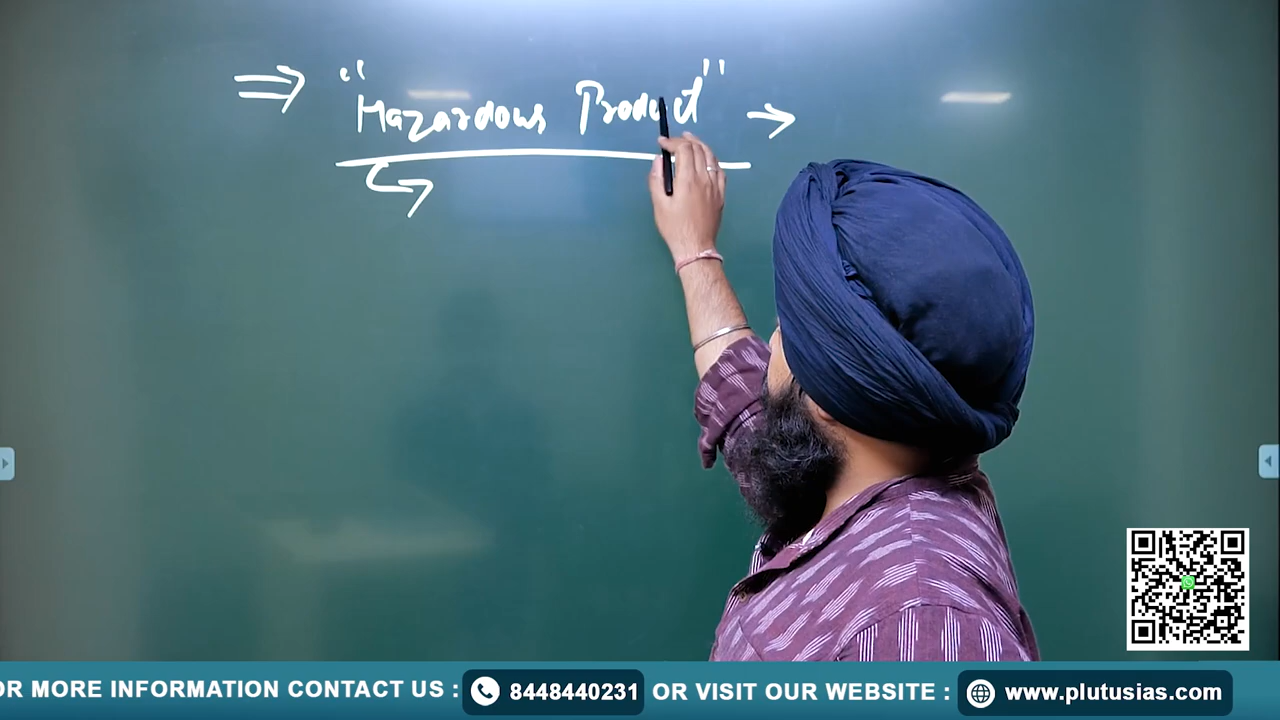 ⇒ "Hazardous Product" →
OR MORE INFORMATION CONTACT US : 8448440231 OR VISIT OUR WEBSITE : www.plutusias.com